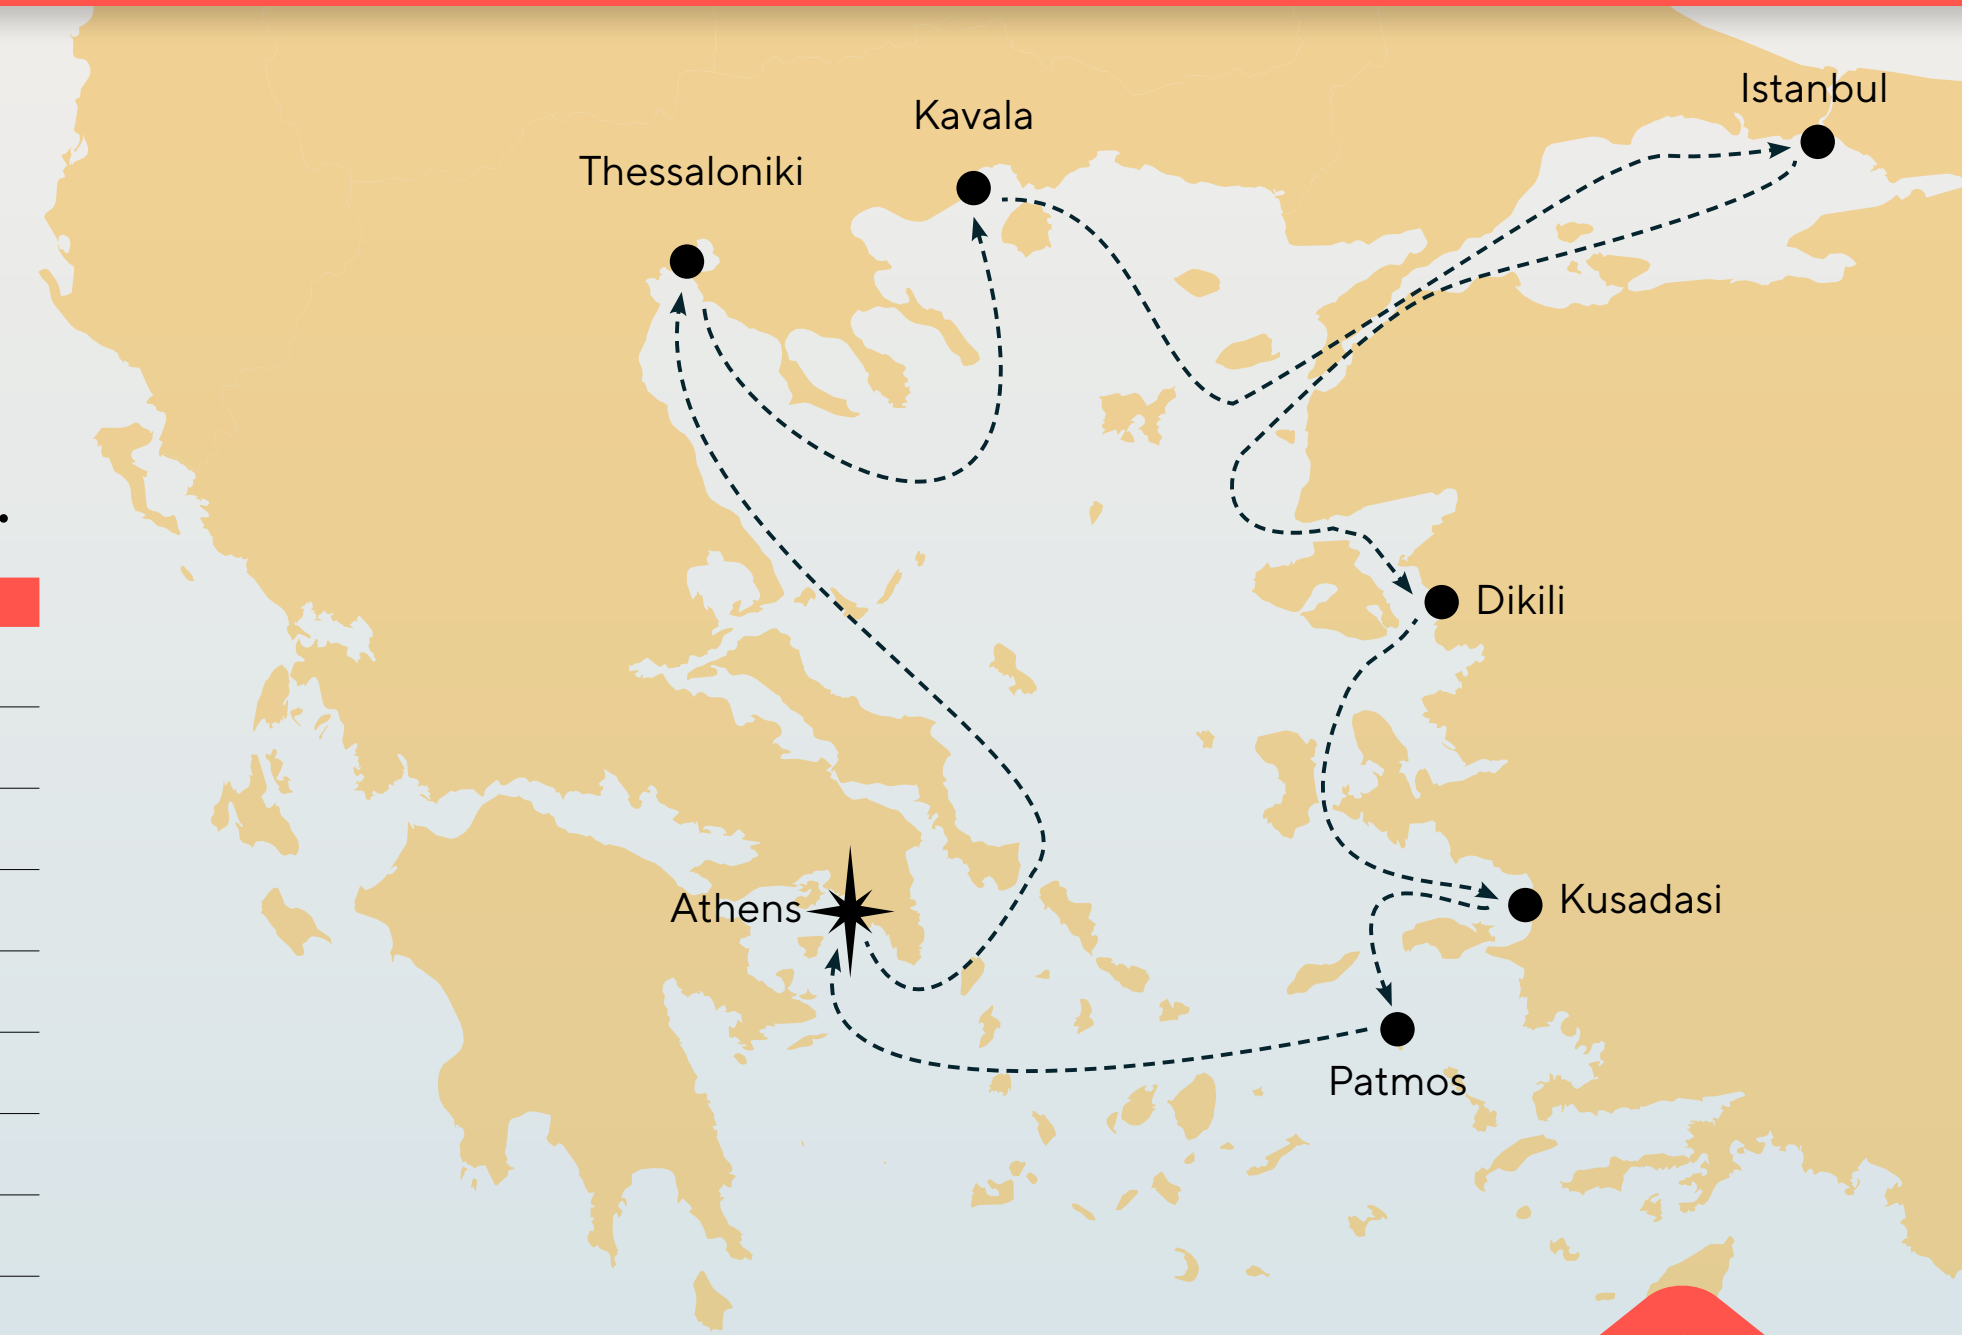 Istanbul
Kavala
Thessaloniki
Dikili
Kusadasi
Athens
Patmos